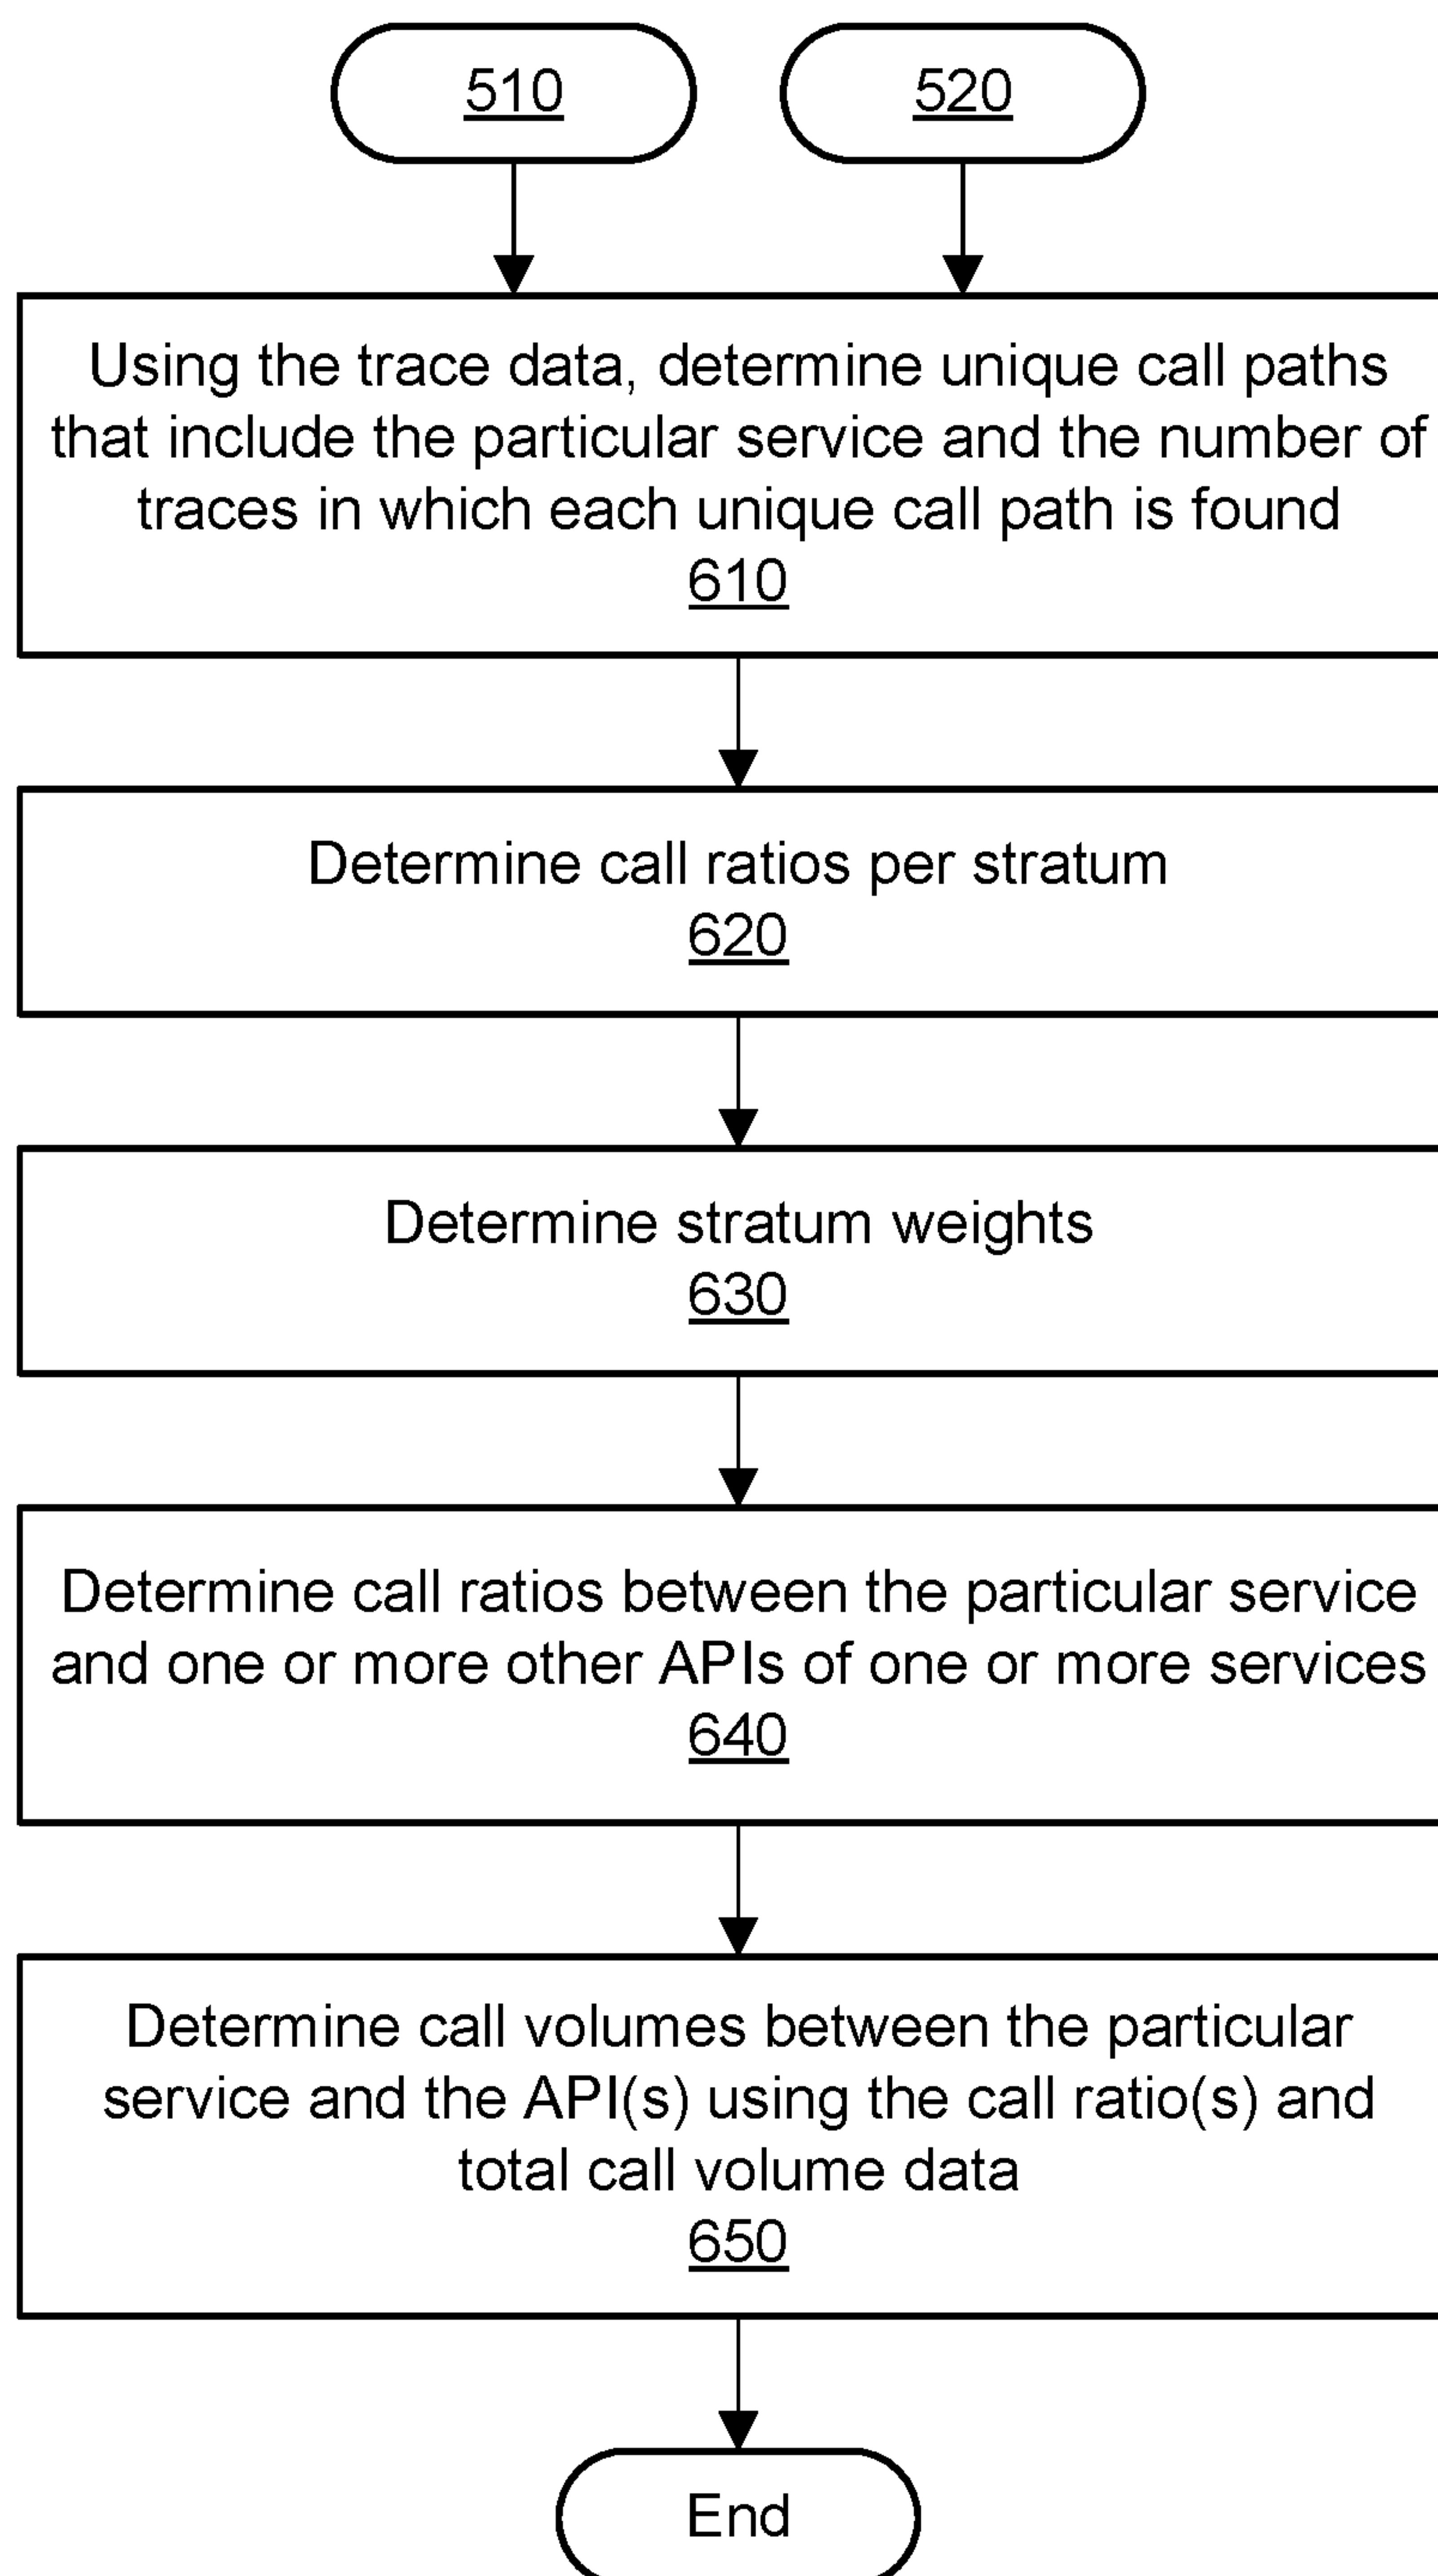 510
520
Using the trace data, determine unique call paths
that include the particular service and the number of
traces in which each unique call path is found
610
Determine call ratios per stratum
620
Determine stratum weights
630
Determine call ratios between the particular service
and one or more other APIs of one or more services
640
Determine call volumes between the particular
service and the API(s) using the call ratio(s) and
total call volume data
650
End